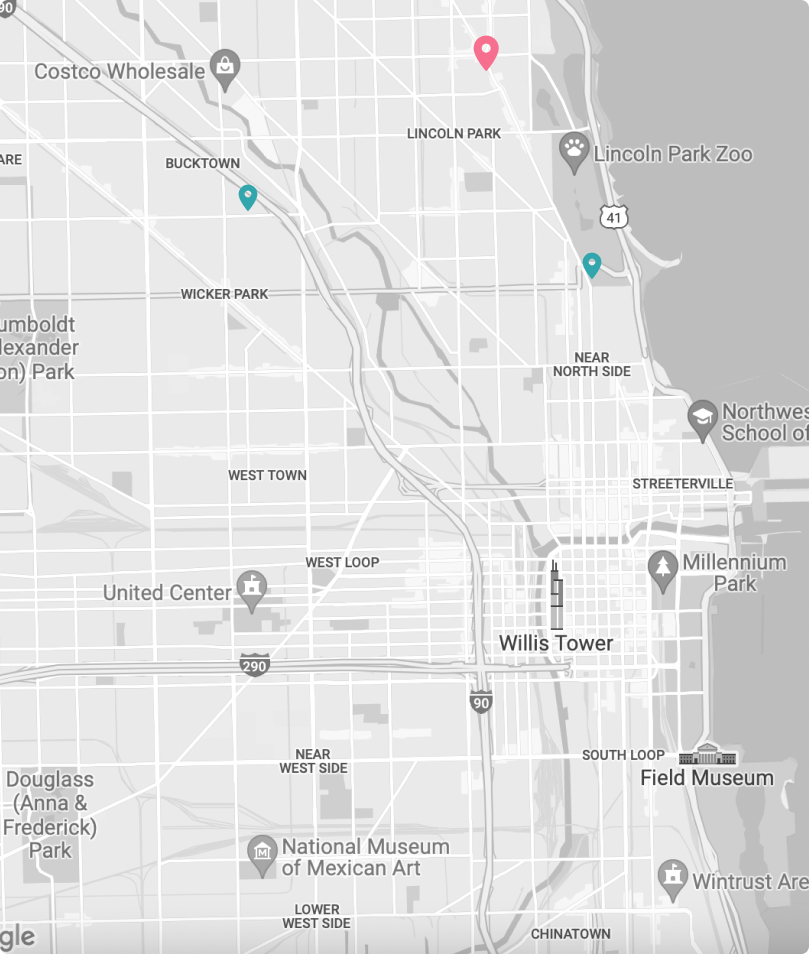 90
Costco Wholesale
LINCOLN PARK
ARE
BUCKTOWN
Lincoln Park Zoo
41
WICKER PARK
umboldt
lexander
on) Park
NEAR
NORTH SIDE
Northwes
School of
WEST TOWN
STREETERVILLE
WEST LOOP
Millennium
Park
United Center
Willis Tower
290
90
NEAR
WEST SIDE
SOUTH LOOP
Field Museum
Douglass
(Anna &
Frederick)
Park
National Museum
of Mexican Art
Wintrust Are
LOWER
WEST SIDE
CHINATOWN
gle